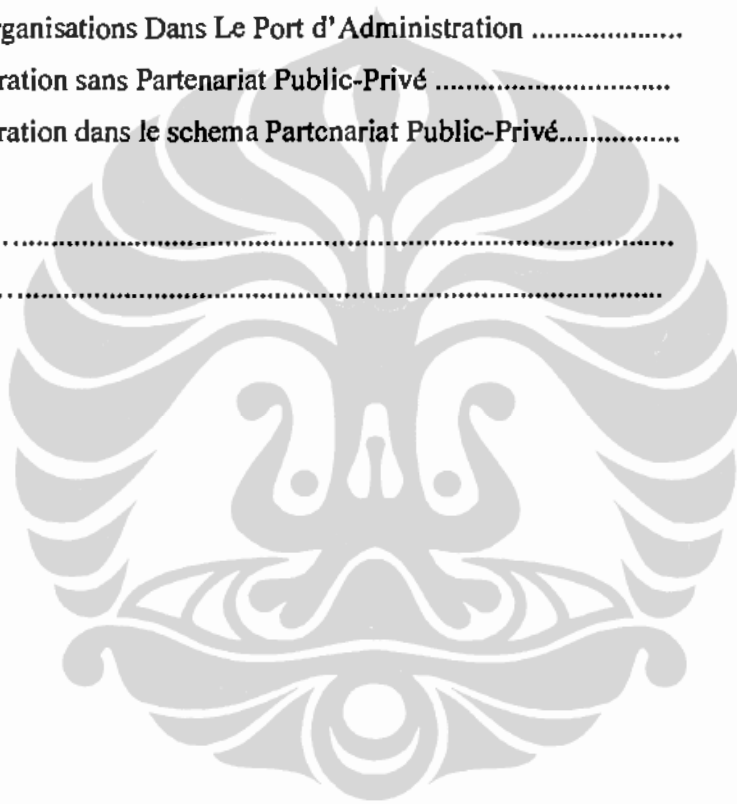 rganisations Dans Le Port d'Administration ....................
ration sans Partenariat Public-Privé ..............................
ration dans le schema Partenariat Public-Privé...............